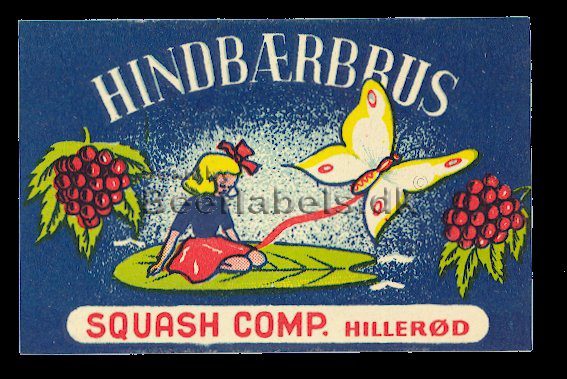 HINDBÆRBRUS
©
Beerlabels.dk
SQUASH COMP. HILLERØD